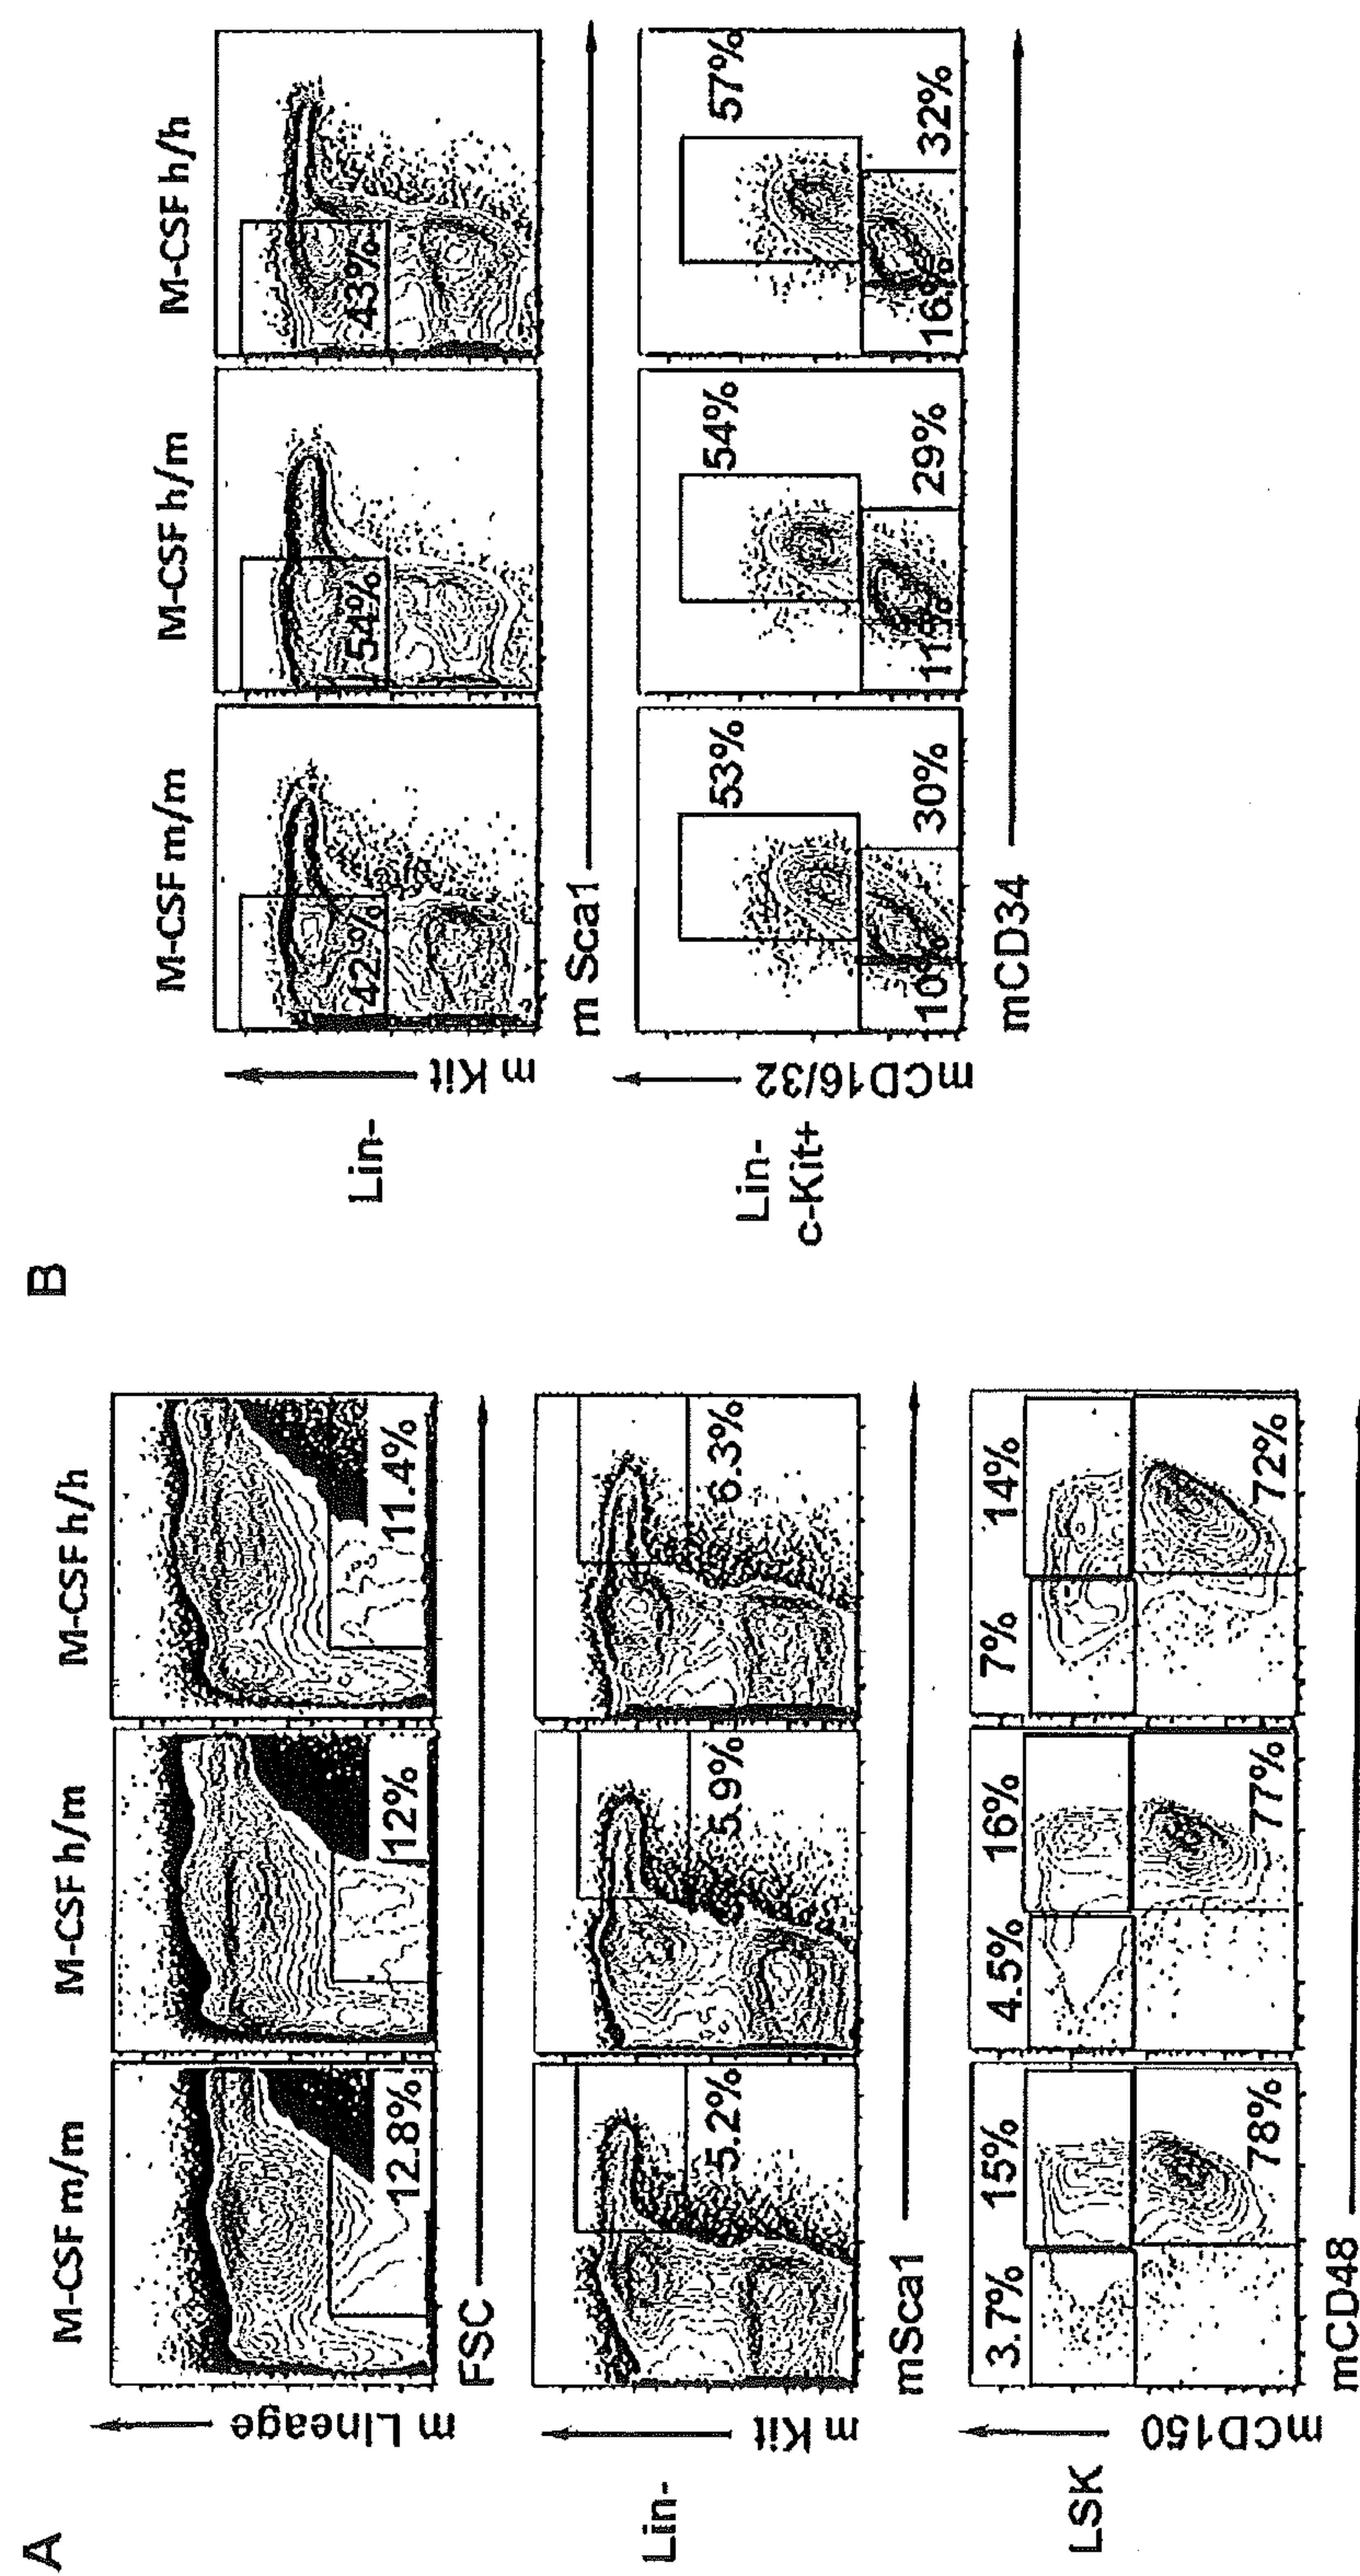 A
M-CSF m/m M-CSF h/m M-CSF h/h
m Lineage
12.8% 12% 11.4%
FSC
Lin-
m Kit
5.2% 5.9% 6.3%
mSca1
LSK
mCD150
3.7% 15% 4.5% 16% 7% 14%
78% 77% 72%
mCD48
B
M-CSF m/m M-CSF h/m M-CSF h/h
Lin-
m Kit
42% 54% 43%
m Sca1
Lin-
c-Kit+
mCD16/32
53% 54% 57%
10% 30% 11% 29% 16% 32%
mCD34